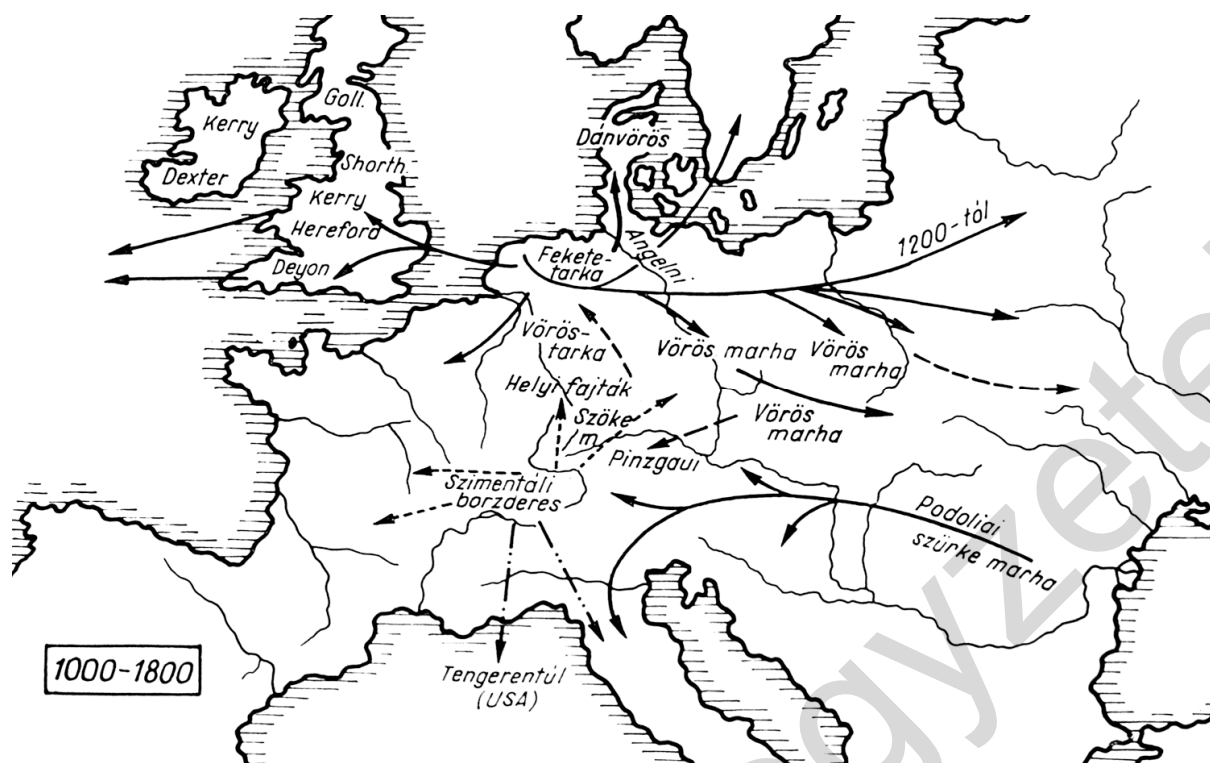 Goll.
Kerry
Dánvörös
Shorth.
Dexter
Kerry
1200-tól
Hereford
Angelni
Fekete-
tarka
Deyon
Vörös-
tarka
Vörös marha
Vörös
marha
Helyi fajták
Szőke
m.
Vörös
marha
Pinzgaui
Szimentáli
borzderes
Podoliai
szürke marha
1000-1800
Tengerentúl
(USA)